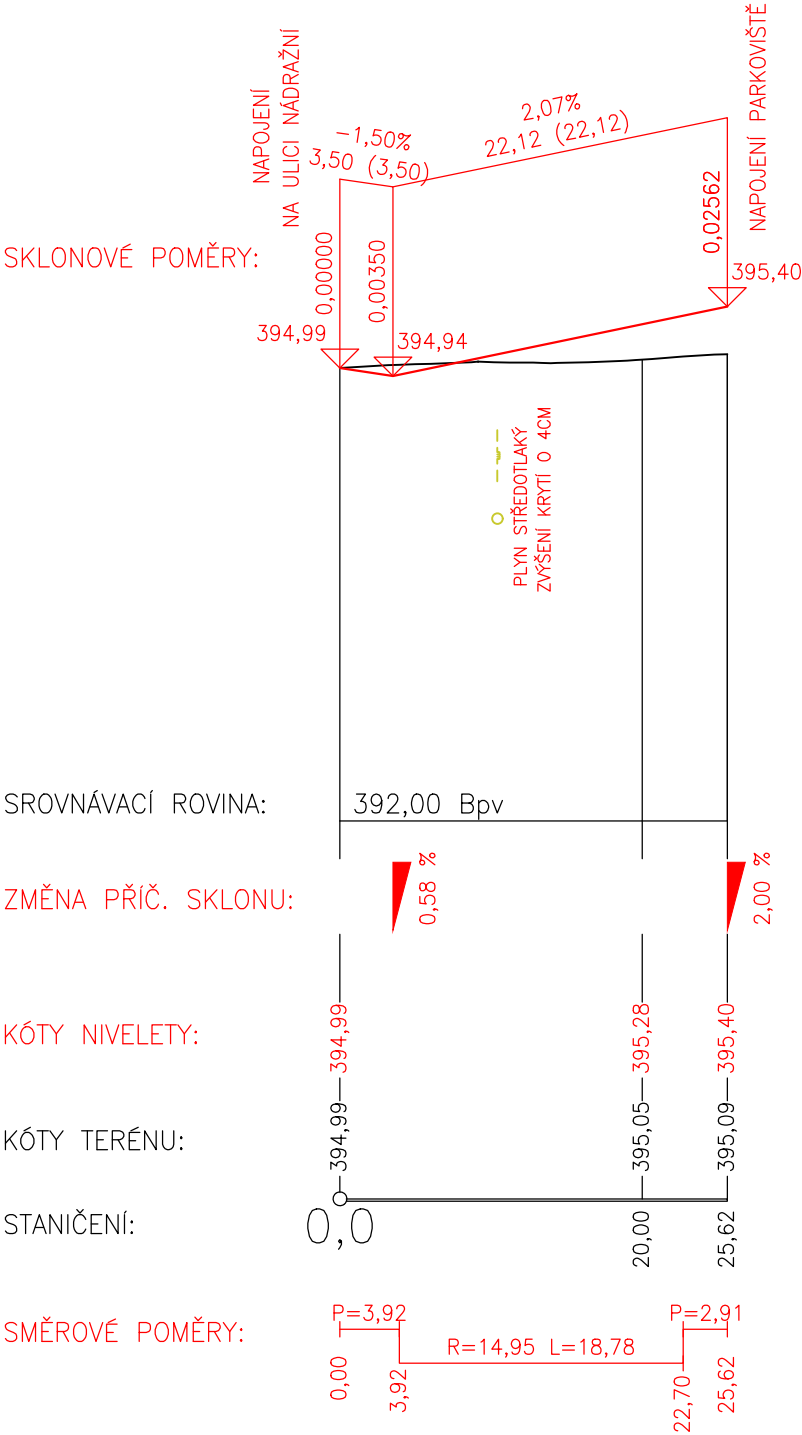 NAPOJENÍ
NA ULICI NÁDRAŽNÍ
-1,50%
3,50 (3,50)
2,07%
22,12 (22,12)
NAPOJENÍ PARKOVIŠTĚ
SKLONOVÉ POMĚRY:
0,00000
0,00350
0,02562
394,99
394,94
395,40
PLYN STŘEDOTLAKÝ
ZVÝŠENÍ KRYTÍ O 4CM
SROVNÁVACÍ ROVINA:
392,00 Bpv
ZMĚNA PŘÍČ. SKLONU:
0,58 %
2,00 %
KÓTY NIVELETY:
394,99
395,28
395,40
KÓTY TERÉNU:
394,99
395,05
395,09
STANIČENÍ:
0,0
20,00
25,62
SMĚROVÉ POMĚRY:
P=3,92
R=14,95 L=18,78
P=2,91
0,00
3,92
22,70
25,62